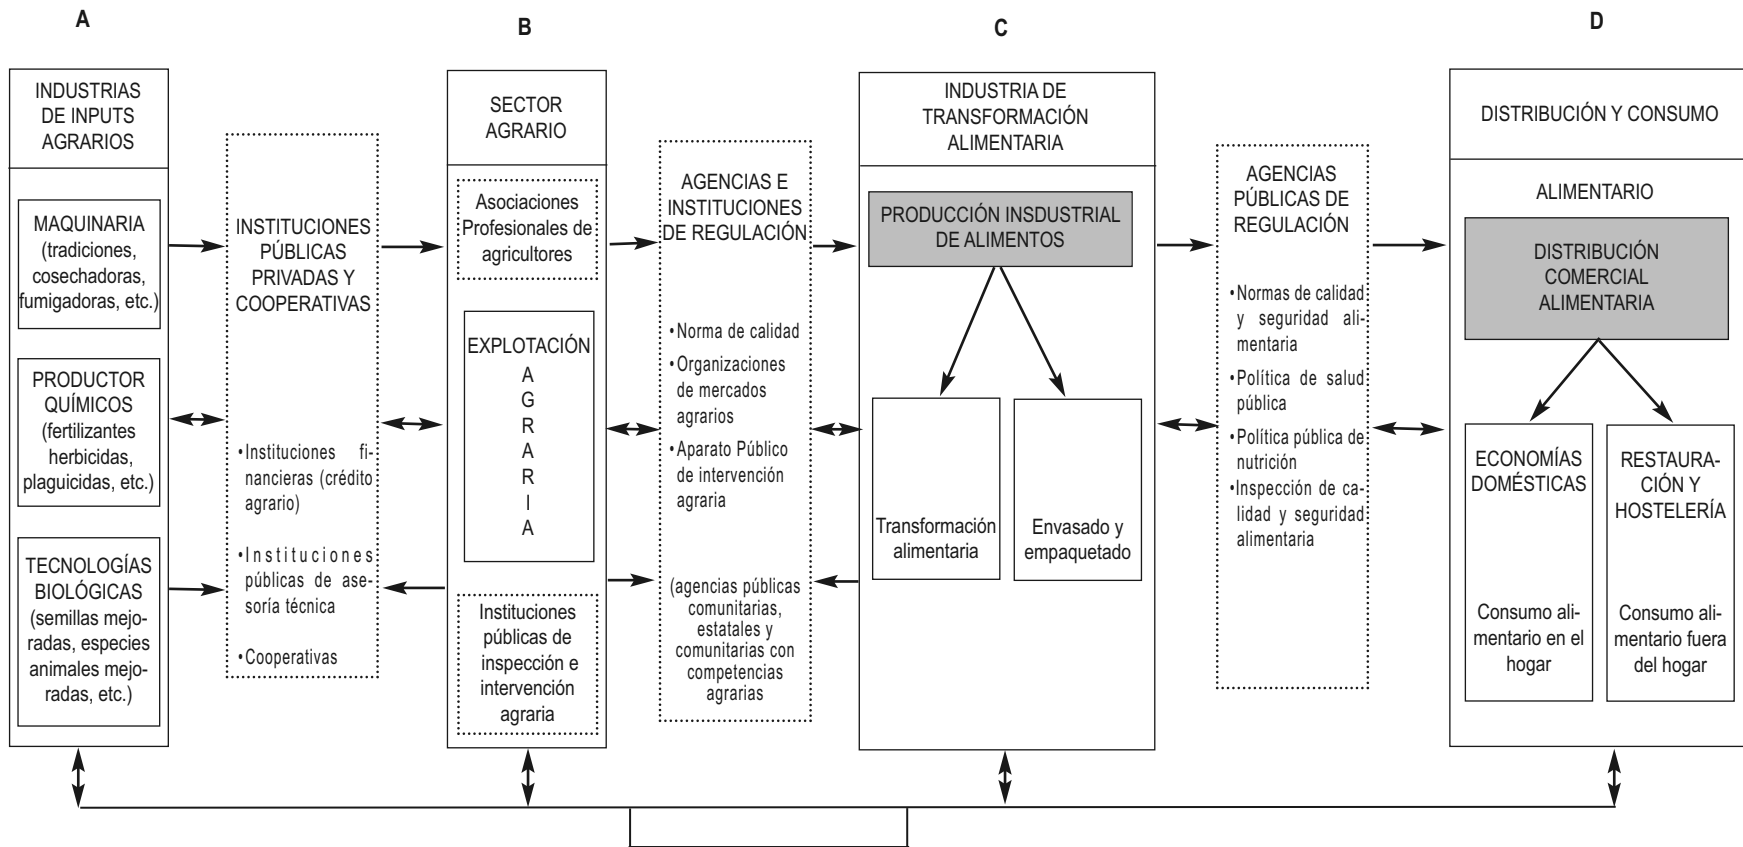 A
B
C
D
INDUSTRIAS
DE INPUTS
AGRARIOS
MAQUINARIA
(tradiciones,
cosechadoras,
fumigadoras, etc.)
PRODUCTOR
QUÍMICOS
(fertilizantes
herbicidas,
plaguicidas, etc.)
TECNOLOGÍAS
BIOLÓGICAS
(semillas mejo-
radas, especies
animales mejo-
radas, etc.)
INSTITUCIONES
PÚBLICAS
PRIVADAS Y
COOPERATIVAS
•Instituciones fi-
nancieras (crédito
agrario)
•Instituciones
públicas de ase-
soría técnica
•Cooperativas
SECTOR
AGRARIO
Asociaciones
Profesionales de
agricultores
EXPLOTACIÓN
A
G
R
A
R
I
A
Instituciones
públicas de
inspección e
intervención
agraria
AGENCIAS E
INSTITUCIONES
DE REGULACIÓN
•Norma de calidad
•Organizaciones
de mercados
agrarios
•Aparato Público
de intervención
agraria
(agencias públicas
comunitarias,
estatales y
comunitarias con
competencias
agrarias)
INDUSTRIA DE
TRANSFORMACIÓN
ALIMENTARIA
PRODUCCIÓN INSDUSTRIAL
DE ALIMENTOS
Transformación
alimentaria
Envasado y
empaquetado
AGENCIAS
PÚBLICAS DE
REGULACIÓN
•Normas de calidad
y seguridad ali-
mentaria
•Política de salud
pública
•Política pública de
nutrición
•Inspección de ca-
lidad y seguridad
alimentaria
DISTRIBUCIÓN Y CONSUMO
ALIMENTARIO
DISTRIBUCIÓN
COMERCIAL
ALIMENTARIA
ECONOMÍAS
DOMÉSTICAS
Consumo ali-
mentario en el
hogar
RESTAURA-
CIÓN Y
HOSTELERÍA
Consumo ali-
mentario fuera
del hogar